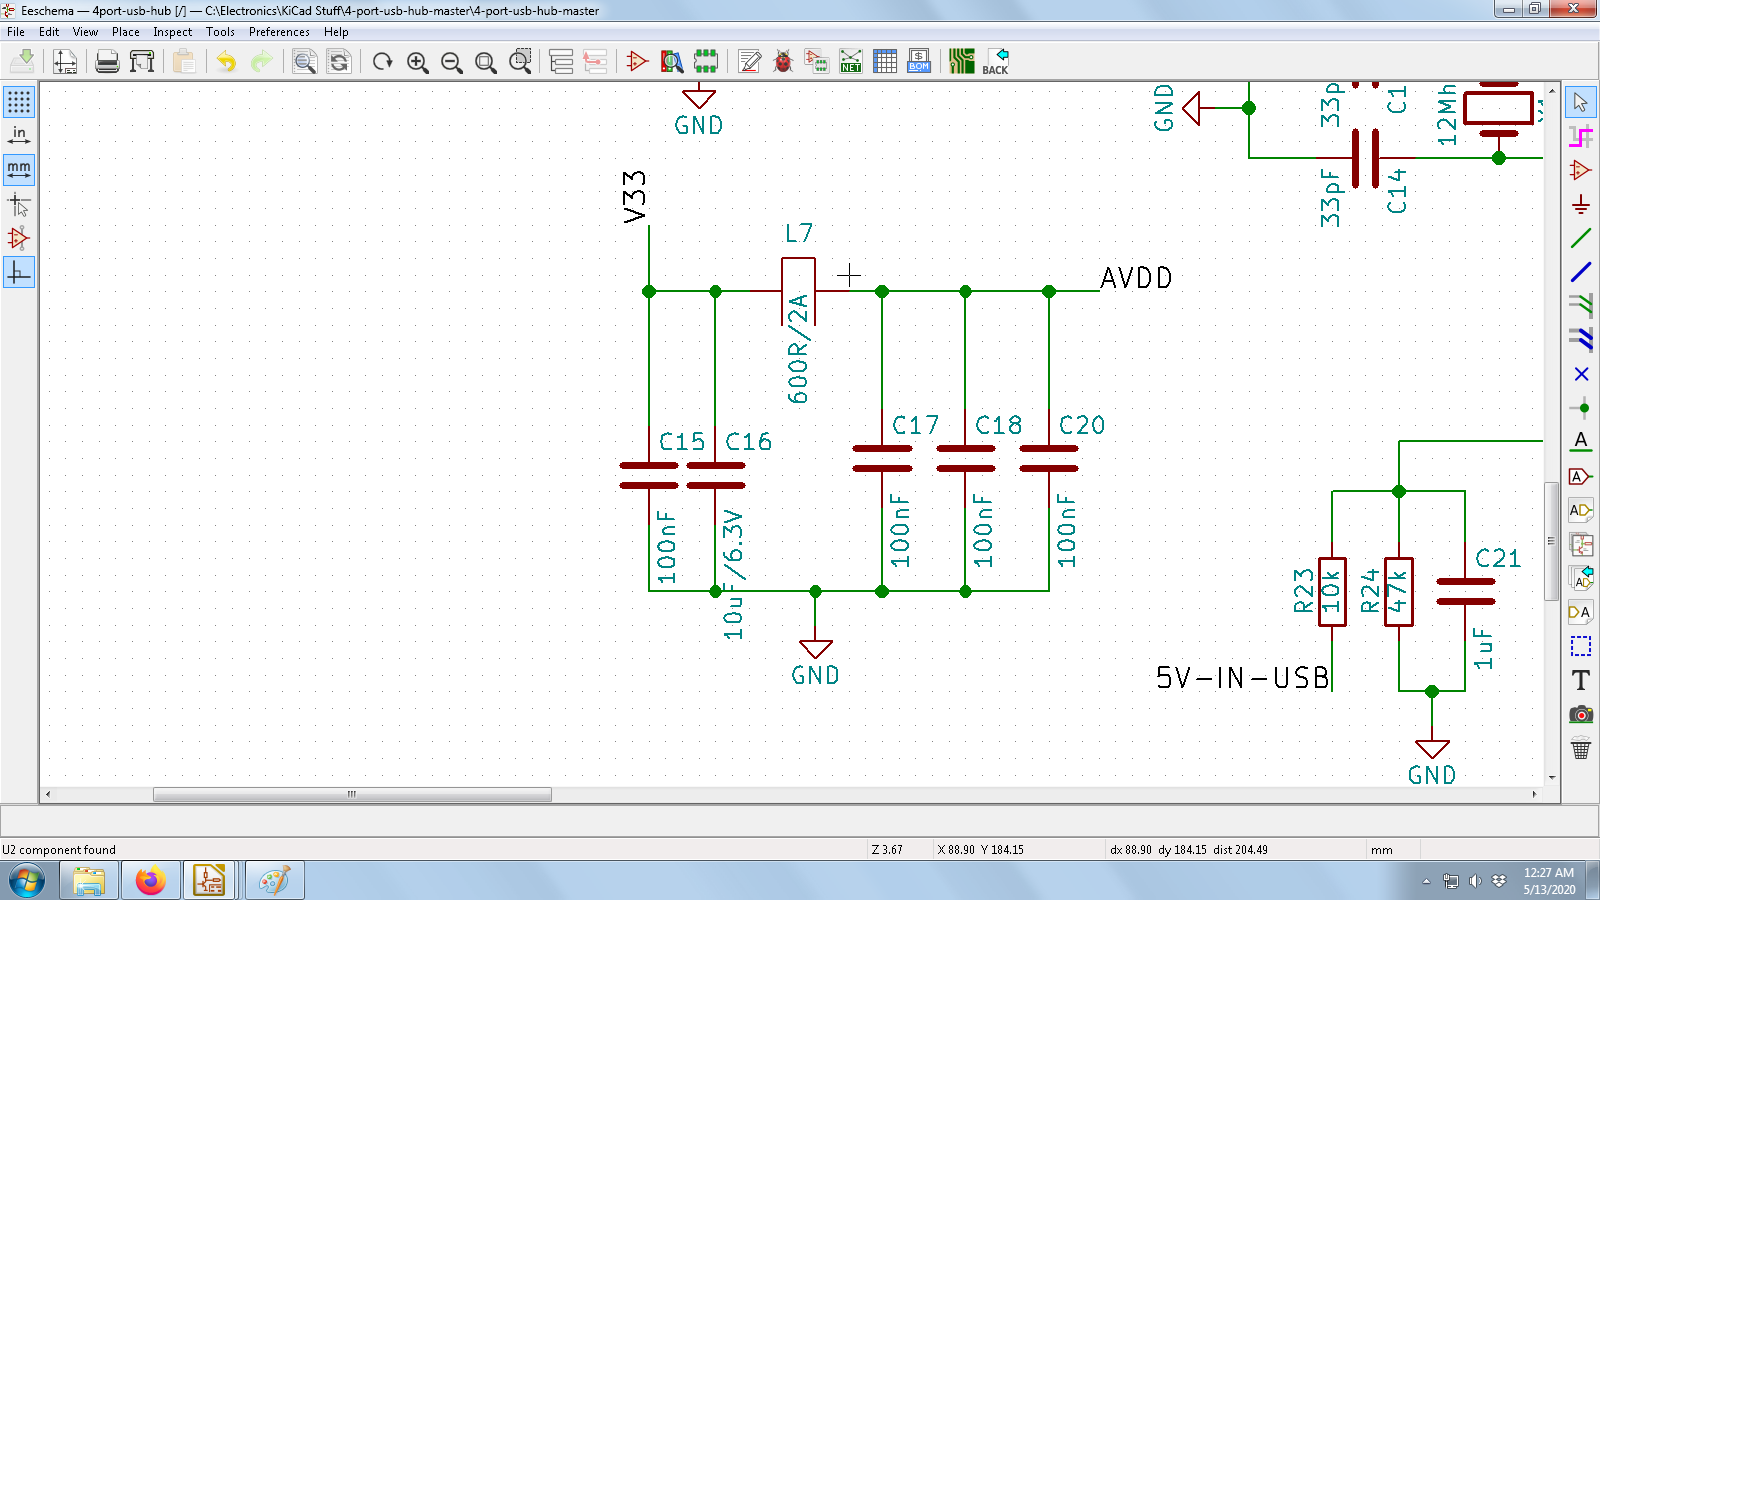 Eeschema — 4port-usb-hub [/] — C:\Electronics\KiCad Stuff\4-port-usb-hub-master\4-port-usb-hub-master
File Edit View Place Inspect Tools Preferences Help
NET
BOM
BACK
in
mm
GND
V33
L7
600R/2A
AVDD
C15
100nF
C16
10uF/6.3V
C17
100nF
C18
100nF
C20
100nF
GND
GND
33p
C1
12Mh
33pF
C14
R23
10k
R24
47k
C21
1uF
5V-IN-USB
GND
A
A
A
A
A
T
U2 component found
Z 3.67
X 88.90 Y 184.15
dx 88.90 dy 184.15 dist 204.49
mm
12:27 AM
5/13/2020